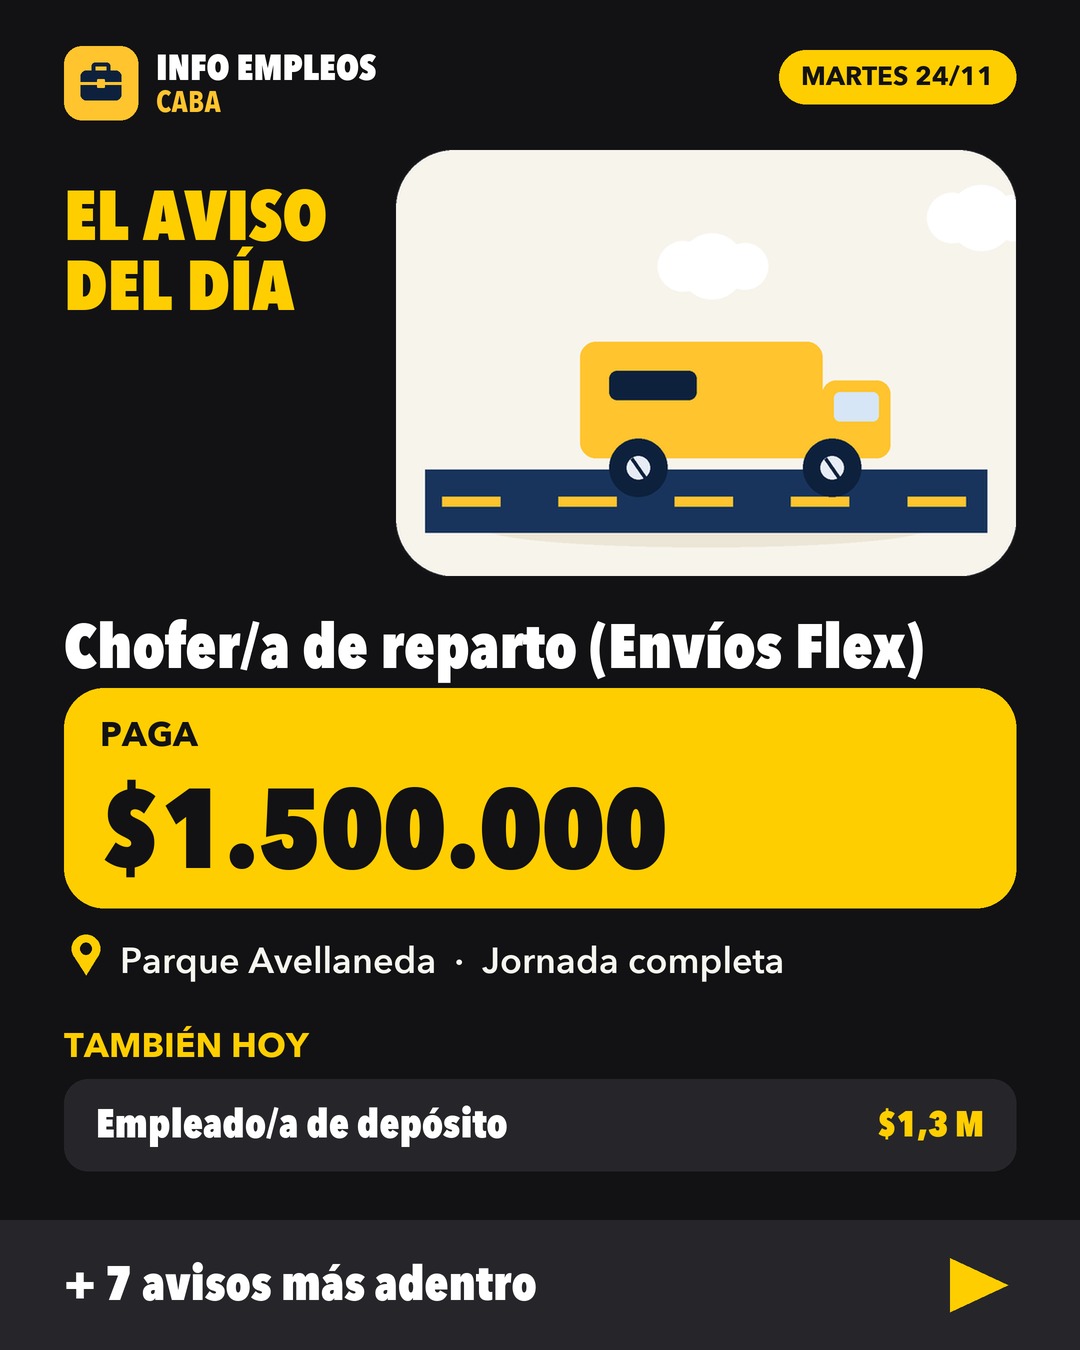 INFO EMPLEOS
CABA
MARTES 24/11
EL AVISO
DEL DÍA
Chofer/a de reparto (Envíos Flex)
PAGA
$1.500.000
Parque Avellaneda · Jornada completa
TAMBIÉN HOY
Empleado/a de depósito
$1,3 M
+ 7 avisos más adentro